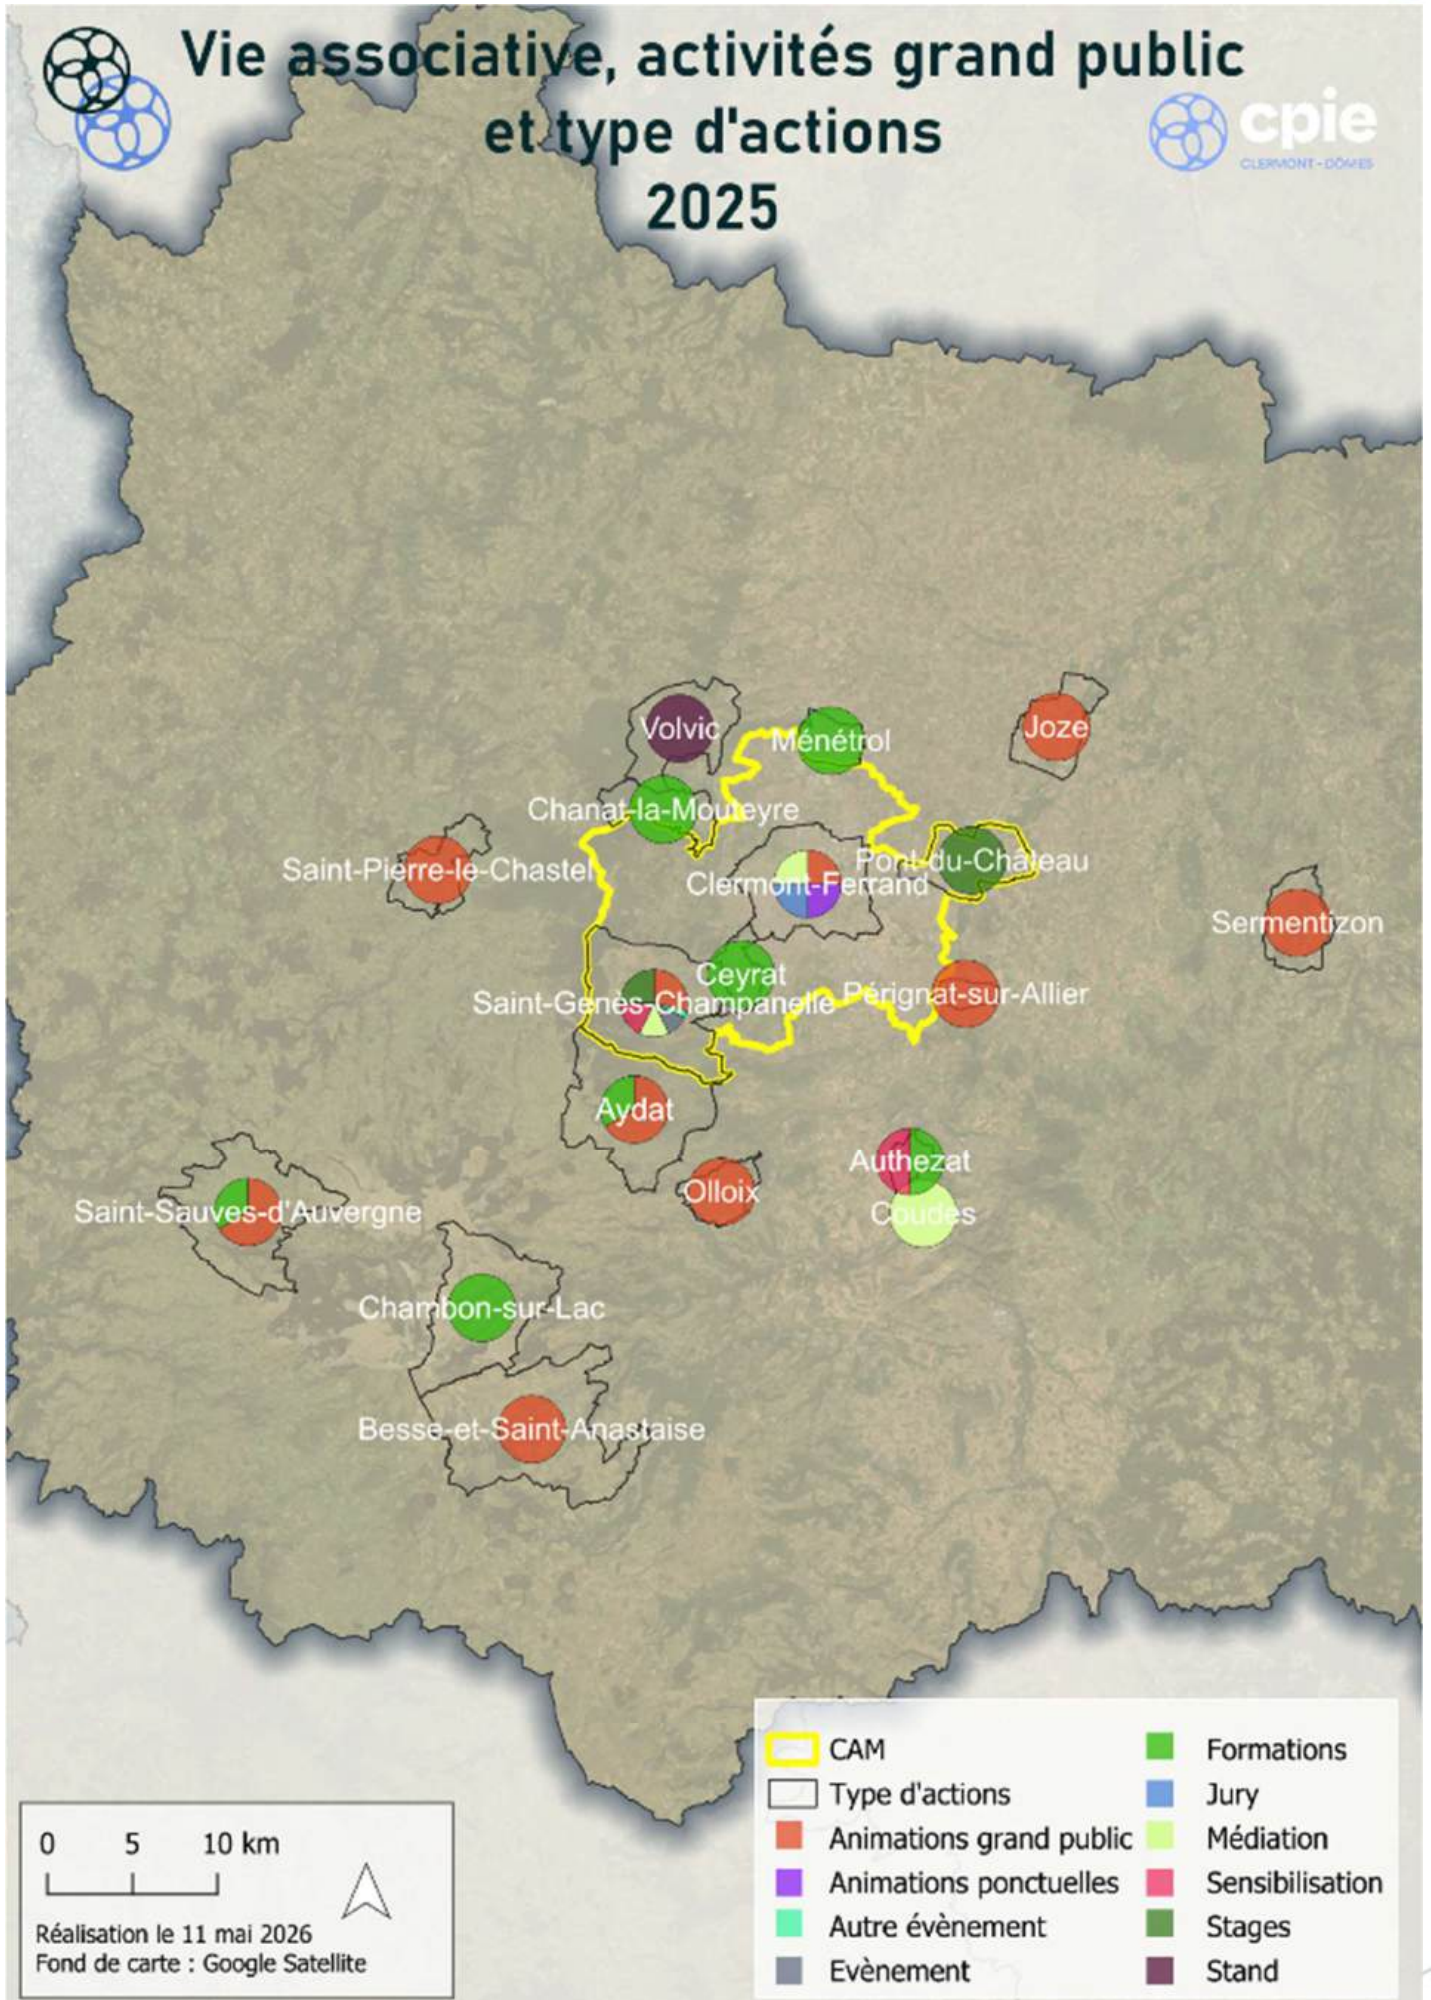 Vie associative, activités grand public
et type d'actions
2025
cpie
CLERMONT-DÔMES
Volvic
Ménétrol
Joze
Chanat-la-Mouteyre
Saint-Pierre-le-Chastel
Pont-du-Château
Clermont-Ferrand
Sermentizon
Ceyrat
Saint-Genès-Champanelle
Pérignat-sur-Allier
Aydat
Authezat
Olloix
Coudes
Saint-Sauves-d'Auvergne
Chambon-sur-Lac
Besse-et-Saint-Anastaise
CAM
Type d'actions
Animations grand public
Animations ponctuelles
Autre évènement
Evènement
Formations
Jury
Médiation
Sensibilisation
Stages
Stand
0 5 10 km
Réalisation le 11 mai 2026
Fond de carte : Google Satellite